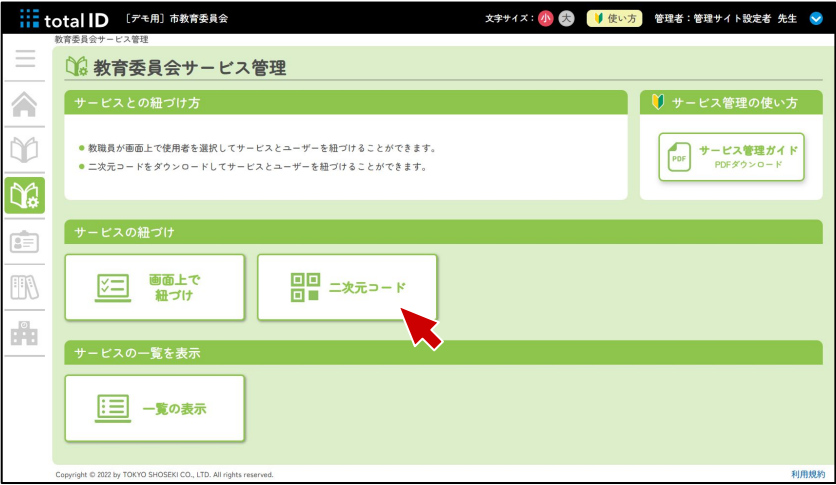 total ID ［デモ用］市教育委員会 文字サイズ： 小 大 使い方 管理者：管理サイト設定者 先生
教育委員会サービス管理
教育委員会サービス管理
サービスとの紐づけ方
サービス管理の使い方
教職員が画面上で使用者を選択してサービスとユーザーを紐づけることができます。
二次元コードをダウンロードしてサービスとユーザーを紐づけることができます。
PDF
サービス管理ガイド
PDFダウンロード
サービスの紐づけ
画面上で
紐づけ
二次元コード
サービスの一覧を表示
一覧の表示
Copyright © 2022 by TOKYO SHOSEKI CO., LTD. All rights reserved.
利用規約